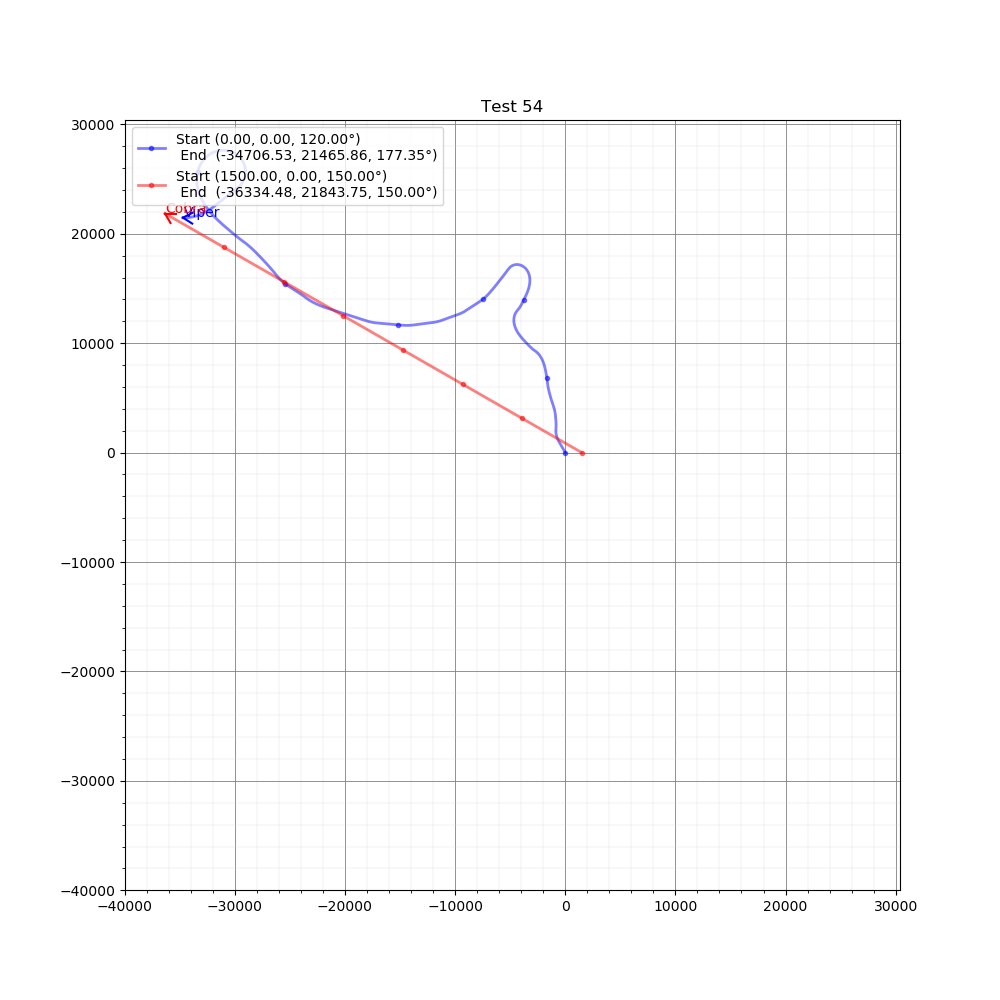 Test 54
Start (0.00, 0.00, 120.00°)
End (-34706.53, 21465.86, 177.35°)
Start (1500.00, 0.00, 150.00°)
End (-36334.48, 21843.75, 150.00°)
Cobra
Viper
30000
20000
10000
0
−10000
−20000
−30000
−40000
−40000 −30000 −20000 −10000 0 10000 20000 30000